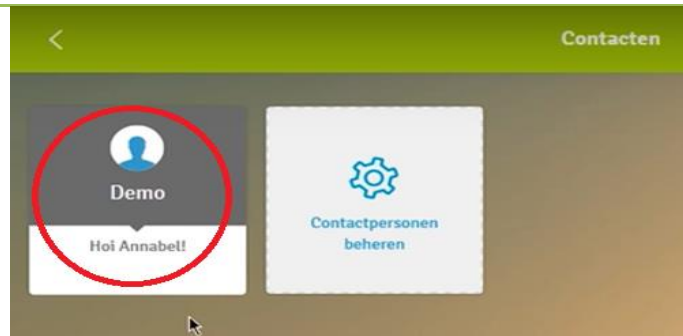 Contacten
Demo
Hoi Annabel!
Contactpersonen
beheren